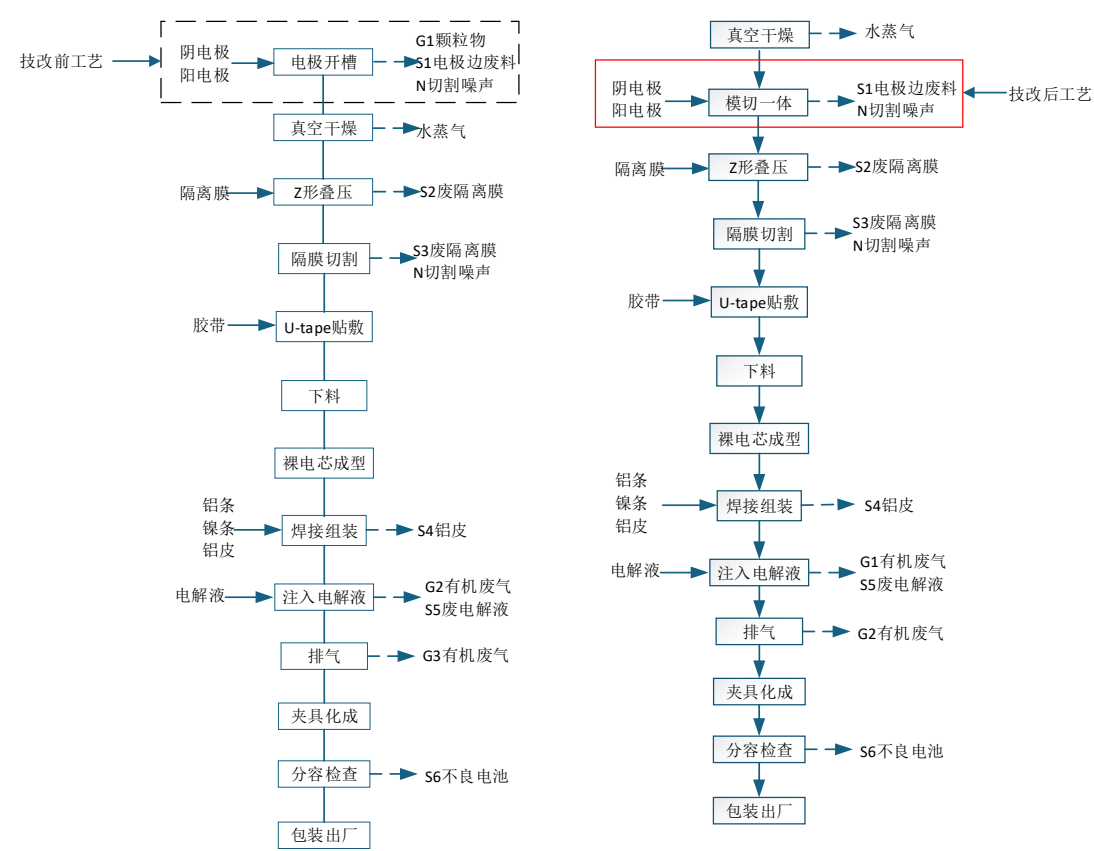 技改前工艺
阴电极
阳电极
电极开槽
G1颗粒物
S1电极边废料
N切割噪声
真空干燥
水蒸气
隔离膜
Z形叠压
S2废隔离膜
隔膜切割
S3废隔离膜
N切割噪声
胶带
U-tape贴敷
下料
裸电芯成型
铝条
镍条
铝皮
焊接组装
S4铝皮
电解液
注入电解液
G2有机废气
S5废电解液
排气
G3有机废气
夹具化成
分容检查
S6不良电池
包装出厂
真空干燥
水蒸气
阴电极
阳电极
模切一体
S1电极边废料
N切割噪声
技改后工艺
隔离膜
Z形叠压
S2废隔离膜
隔膜切割
S3废隔离膜
N切割噪声
胶带
U-tape贴敷
下料
裸电芯成型
铝条
镍条
铝皮
焊接组装
S4铝皮
电解液
注入电解液
G1有机废气
S5废电解液
排气
G2有机废气
夹具化成
分容检查
S6不良电池
包装出厂